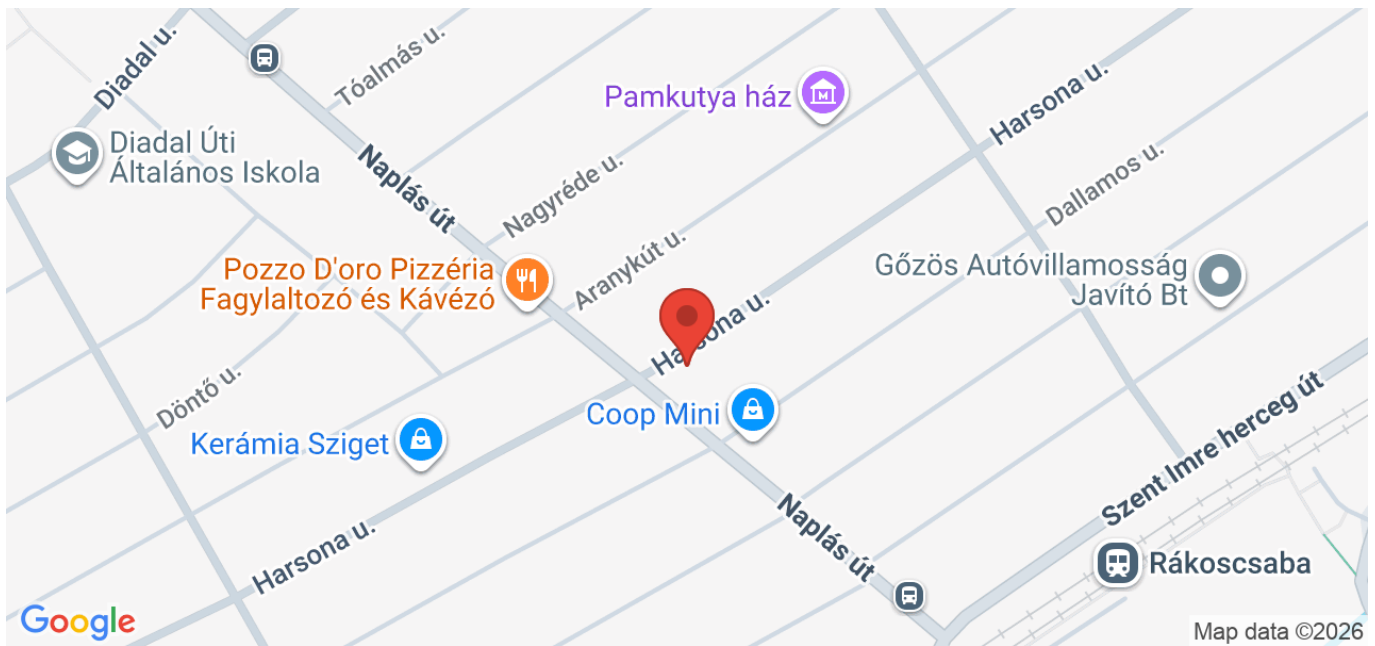 Diadal u.
Tóalmás u.
Pamkutya ház
Harsona u.
Diadal Úti
Általános Iskola
Naplás út
Nagyréde u.
Dallamos u.
Aranykút u.
Pozzo D'oro Pizzéria
Fagylaltozó és Kávézó
Gőzös Autóvillamosság
Javító Bt
Harsona u.
Döntő u.
Coop Mini
Kerámia Sziget
Szent Imre herceg út
Naplás út
Harsona u.
Rákoscsaba
Google
Map data ©2026